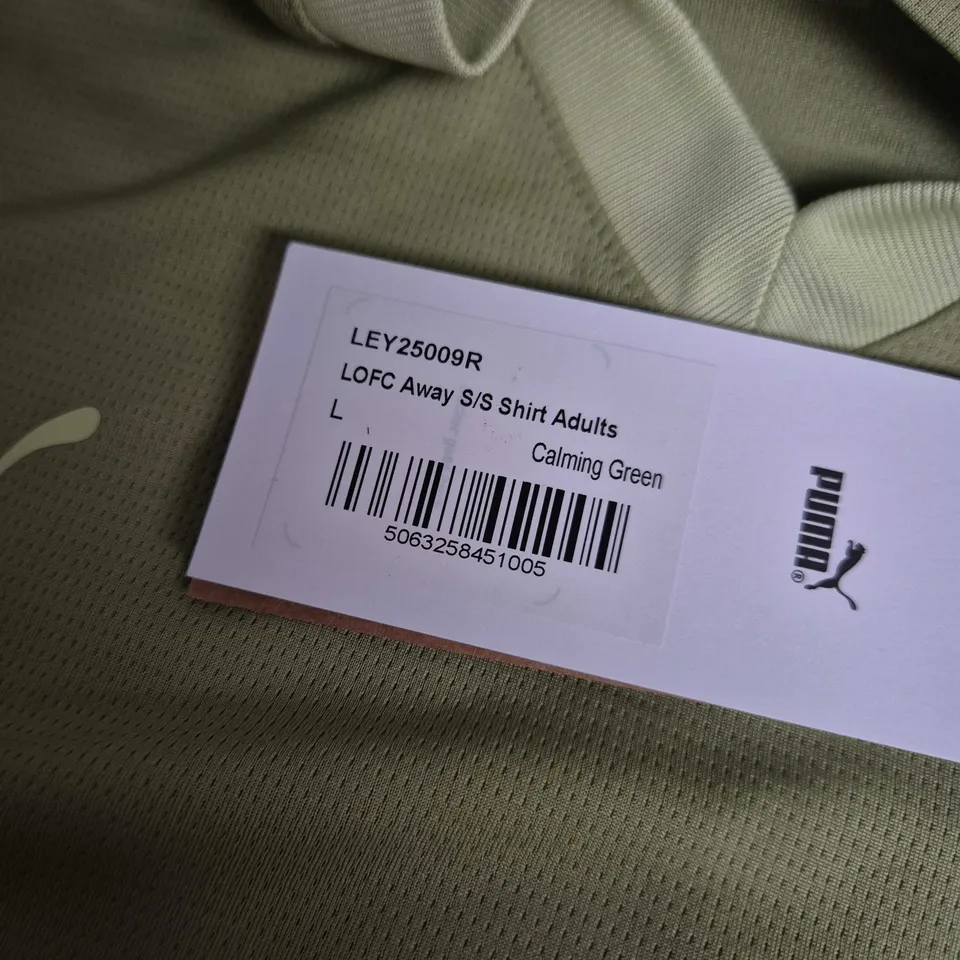 LEY25009R
LOFC Away S/S Shirt Adults
L
Calming Green
5063258451005
PUMA®